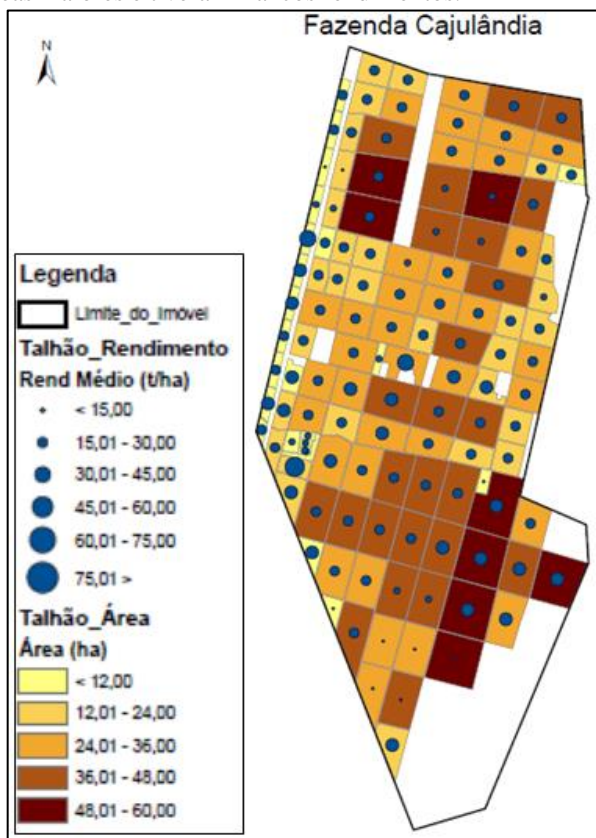 Fazenda Cajulândia
N
Legenda
Limite_do_Imóvel
Talhão_Rendimento
Rend Médio (t/ha)
< 15,00
15,01 - 30,00
30,01 - 45,00
45,01 - 60,00
60,01 - 75,00
75,01 >
Talhão_Área
Área (ha)
< 12,00
12,01 - 24,00
24,01 - 36,00
36,01 - 48,00
48,01 - 60,00